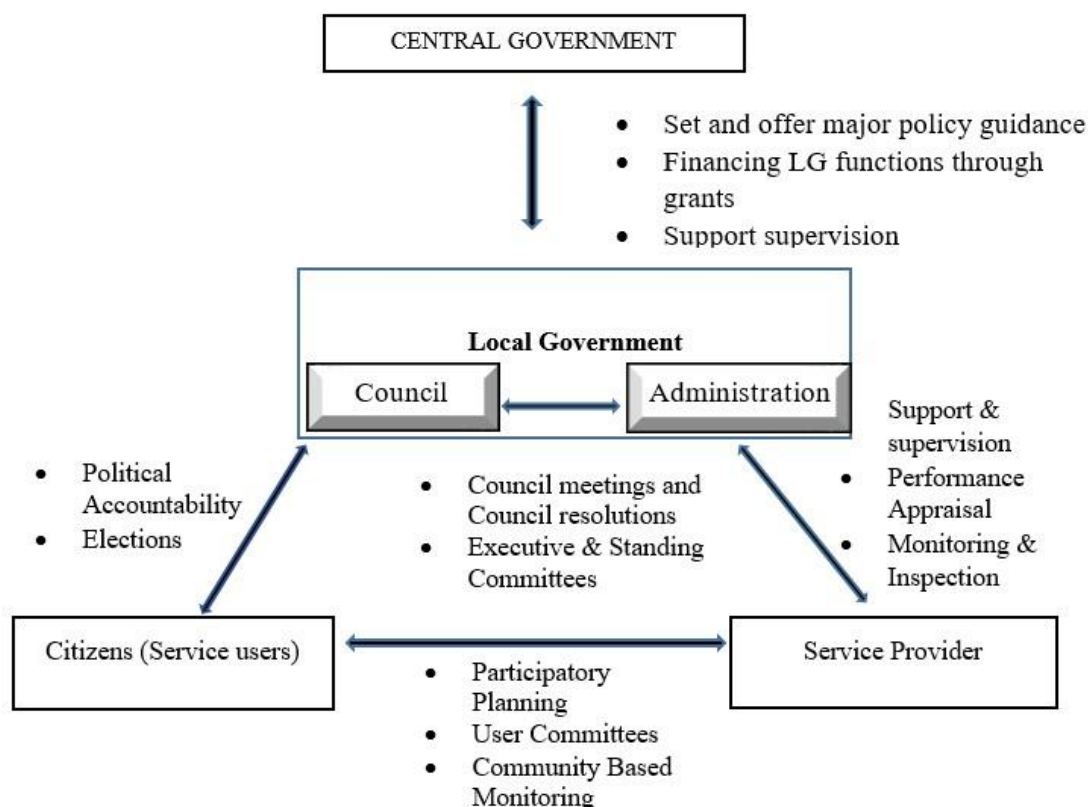 CENTRAL GOVERNMENT
• Set and offer major policy guidance
• Financing LG functions through
grants
• Support supervision
Local Government
Council
Administration
• Political
Accountability
• Elections
• Council meetings and
Council resolutions
• Executive & Standing
Committees
Support &
supervision
• Performance
Appraisal
• Monitoring &
Inspection
Citizens (Service users)
Service Provider
• Participatory
Planning
• User Committees
• Community Based
Monitoring